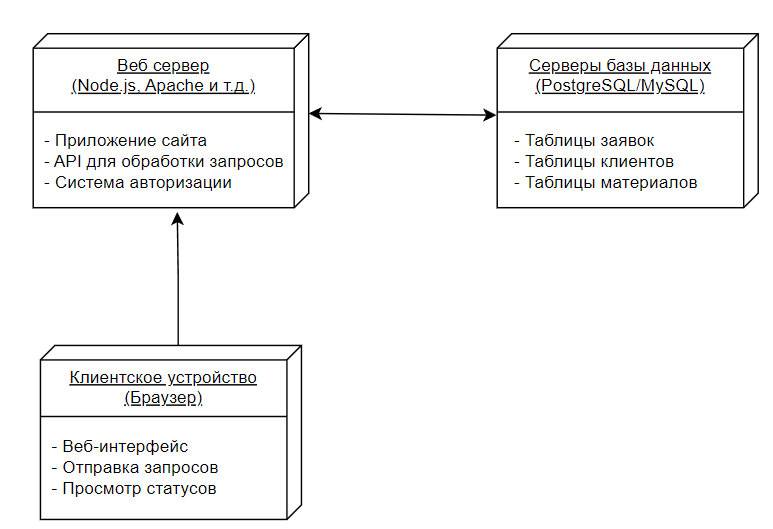 Веб сервер
(Node.js, Apache и т.д.)
- Приложение сайта
- API для обработки запросов
- Система авторизации
Серверы базы данных
(PostgreSQL/MySQL)
- Таблицы заявок
- Таблицы клиентов
- Таблицы материалов
Клиентское устройство
(Браузер)
- Веб-интерфейс
- Отправка запросов
- Просмотр статусов